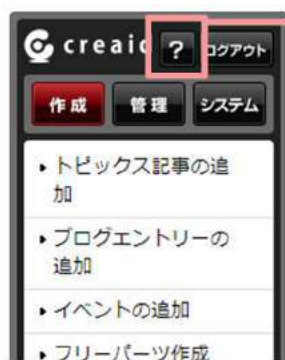 creaid
?
ログアウト
作成
管理
システム
トピックス記事の追
加
ブログエントリーの
追加
イベントの追加
フリーパーツ作成